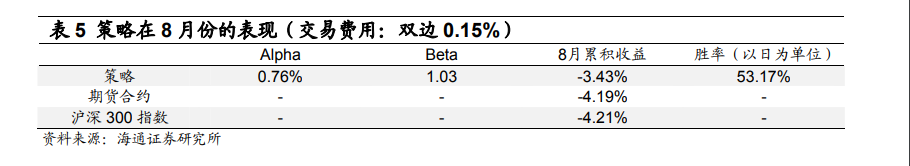 表 5 策略在 8 月份的表现（交易费用：双边 0.15%）
Alpha Beta 8月累积收益 胜率（以日为单位）
策略 0.76% 1.03 -3.43% 53.17%
期货合约 - - -4.19% -
沪深 300 指数 - - -4.21% -
资料来源：海通证券研究所